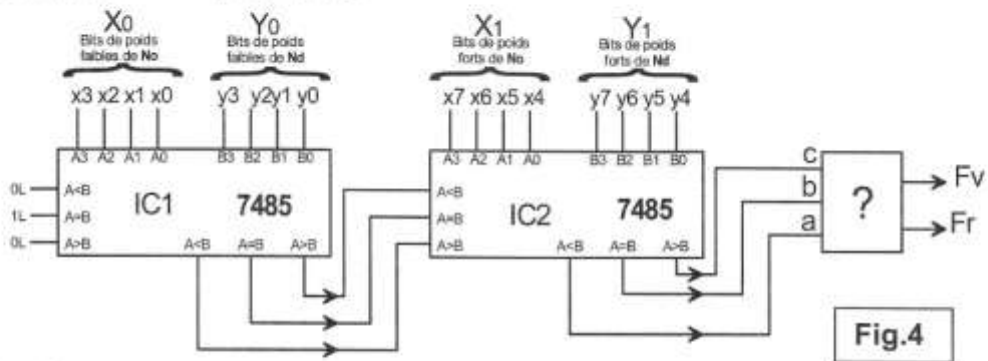 X0 Y0 X1 Y1
Bits de poids faibles de No
Bits de poids faibles de Nd
Bits de poids forts de No
Bits de poids forts de Nd
x3 x2 x1 x0 y3 y2 y1 y0 x7 x6 x5 x4 y7 y6 y5 y4
A3 A2 A1 A0 B3 B2 B1 B0 A3 A2 A1 A0 B3 B2 B1 B0
0L A<B
1L A=B
0L A>B
IC1 7485
A<B A=B A>B
A<B
A=B
A>B
IC2 7485
A<B A=B A>B
c
b
a
?
Fv
Fr
Fig.4